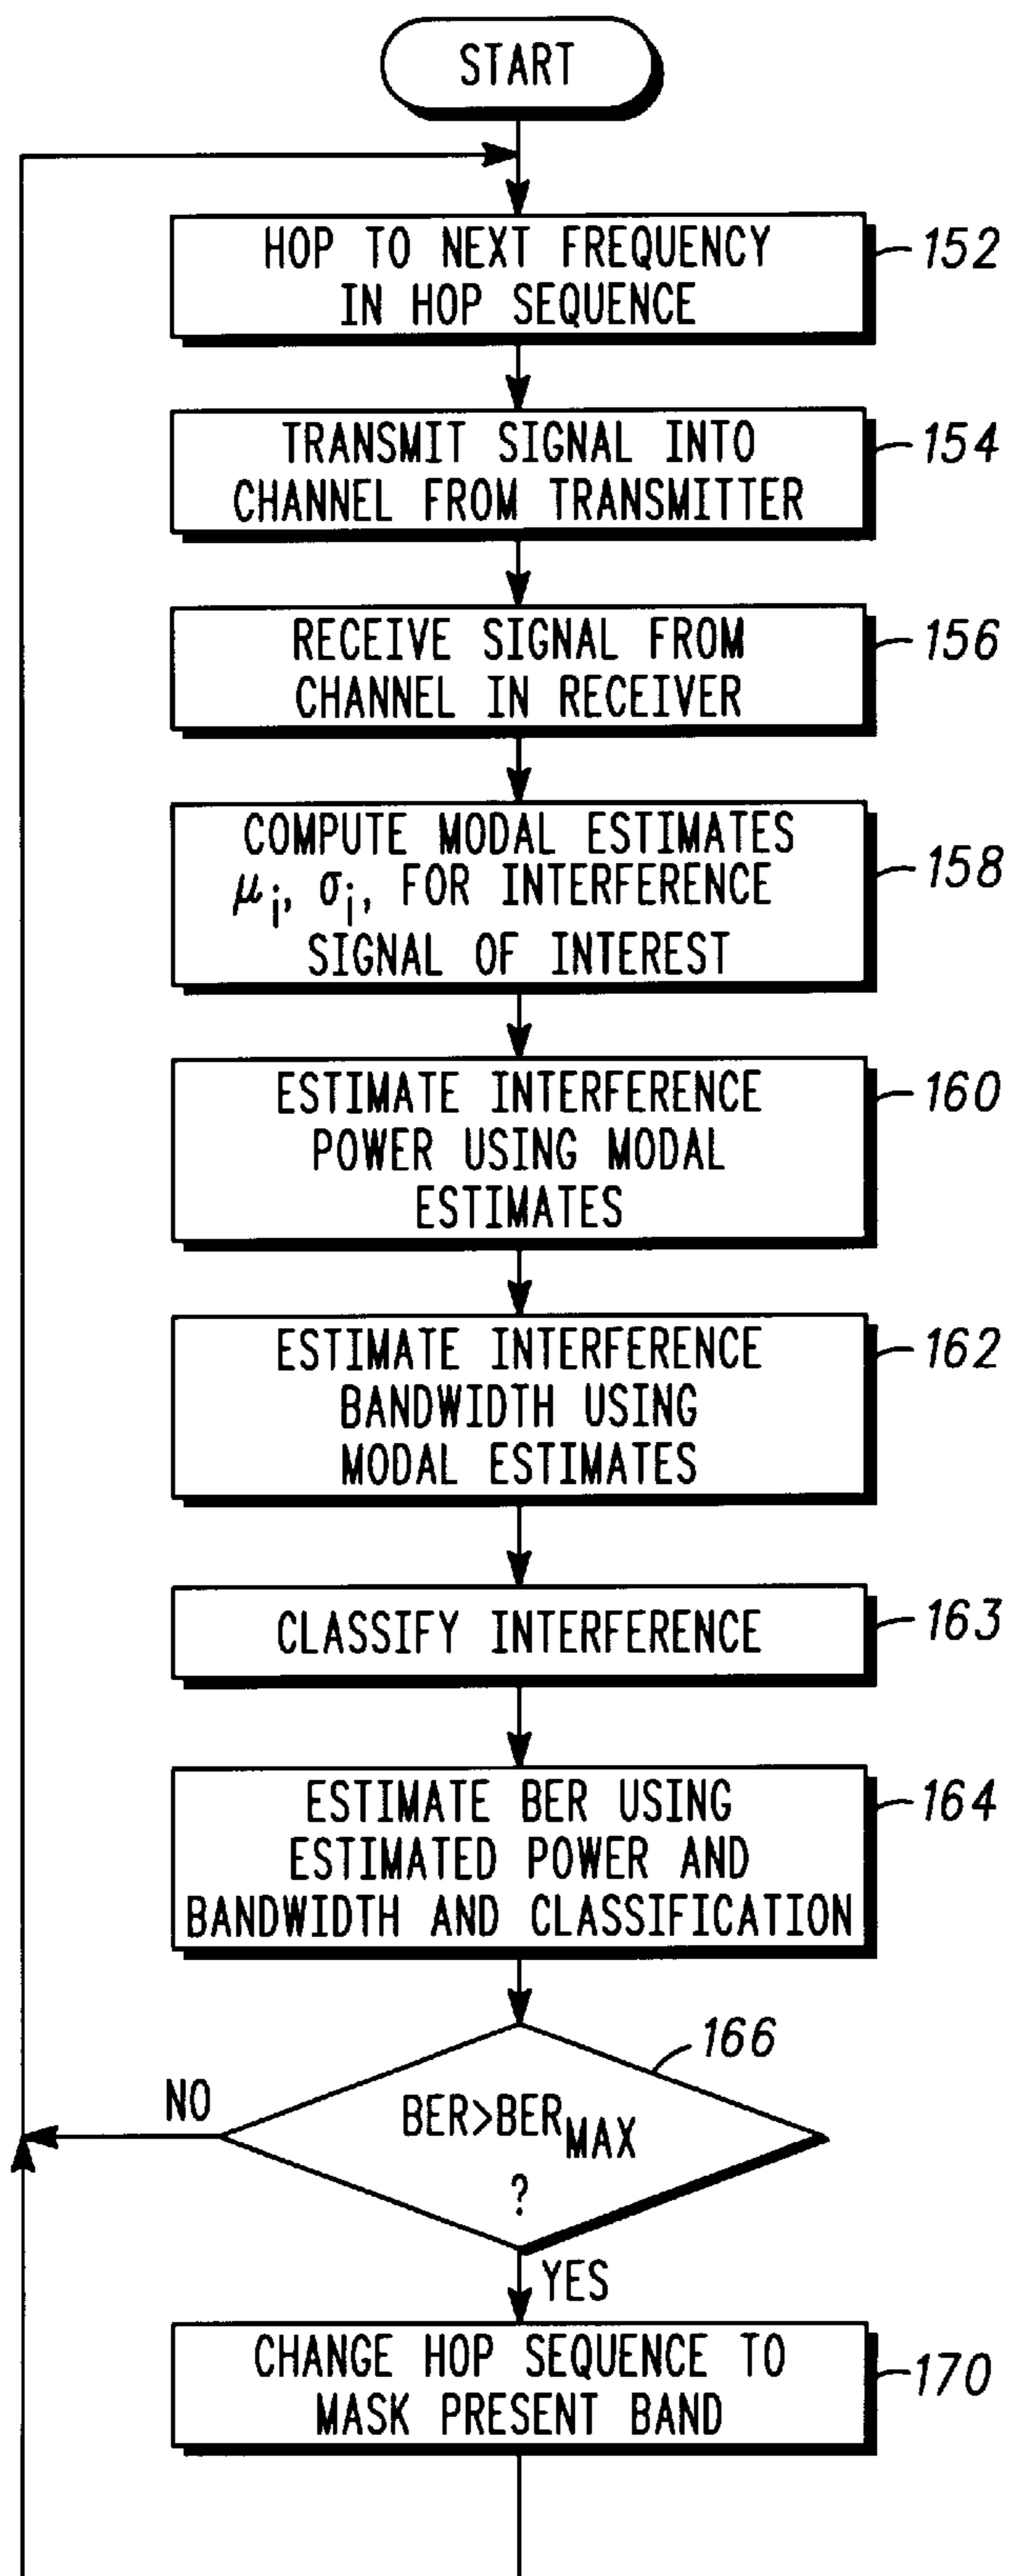 START
HOP TO NEXT FREQUENCY
IN HOP SEQUENCE
152
TRANSMIT SIGNAL INTO
CHANNEL FROM TRANSMITTER
154
RECEIVE SIGNAL FROM
CHANNEL IN RECEIVER
156
COMPUTE MODAL ESTIMATES
μi, σi, FOR INTERFERENCE
SIGNAL OF INTEREST
158
ESTIMATE INTERFERENCE
POWER USING MODAL
ESTIMATES
160
ESTIMATE INTERFERENCE
BANDWIDTH USING
MODAL ESTIMATES
162
CLASSIFY INTERFERENCE
163
ESTIMATE BER USING
ESTIMATED POWER AND
BANDWIDTH AND CLASSIFICATION
164
166
NO
BER>BERMAX
?
YES
CHANGE HOP SEQUENCE TO
MASK PRESENT BAND
170